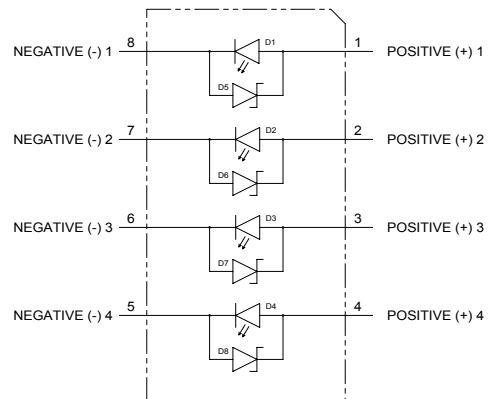 NEGATIVE (-) 1 8 D1 1 POSITIVE (+) 1
D5
NEGATIVE (-) 2 7 D2 2 POSITIVE (+) 2
D6
NEGATIVE (-) 3 6 D3 3 POSITIVE (+) 3
D7
NEGATIVE (-) 4 5 D4 4 POSITIVE (+) 4
D8